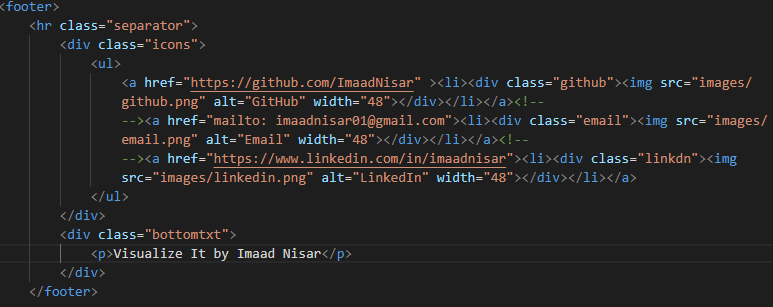 <footer>
<hr class="separator">
<div class="icons">
<ul>
<a href="https://github.com/ImaadNisar" ><li><div class="github"><img src="images/
github.png" alt="GitHub" width="48"></div></li></a><!--
--><a href="mailto: imaadnisar01@gmail.com"><li><div class="email"><img src="images/
email.png" alt="Email" width="48"></div></li></a><!--
--><a href="https://www.linkedin.com/in/imaadnisar"><li><div class="linkdn"><img
src="images/linkedin.png" alt="LinkedIn" width="48"></div></li></a>
</ul>
</div>
<div class="bottomtxt">
<p>Visualize It by Imaad Nisar</p>
</div>
</footer>